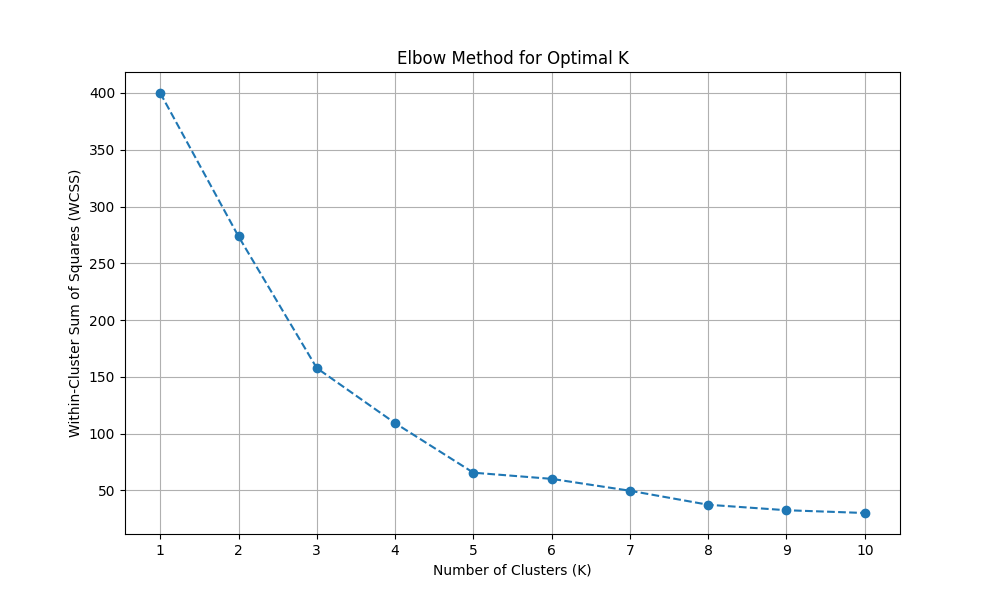 Elbow Method for Optimal K
Within-Cluster Sum of Squares (WCSS)
400
350
300
250
200
150
100
50
1 2 3 4 5 6 7 8 9 10
Number of Clusters (K)